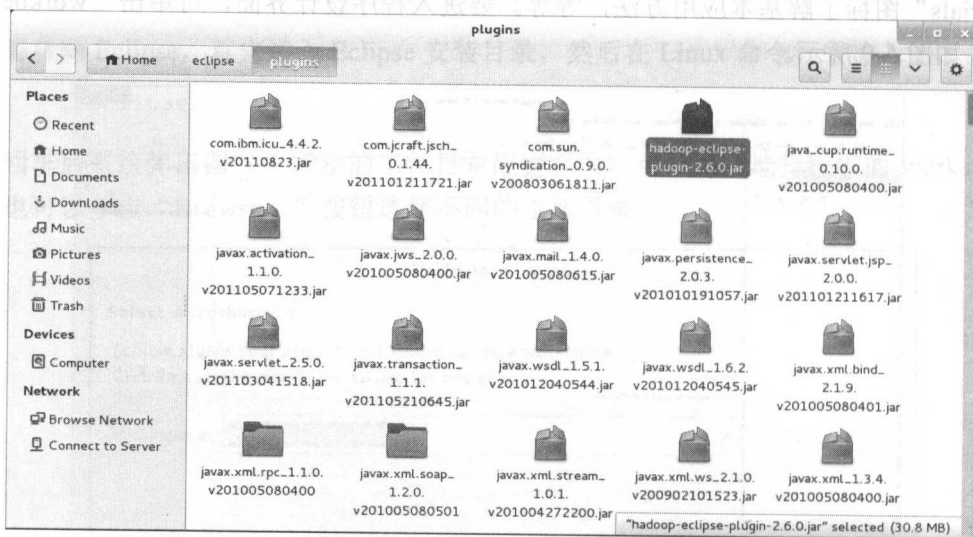 plugins
Home eclipse plugins
Places
Recent
Home
Documents
Downloads
Music
Pictures
Videos
Trash
Devices
Computer
Network
Browse Network
Connect to Server
com.ibm.icu_4.4.2.
v20110823.jar
com.jcraft.jsch_
0.1.44.
v201101211721.jar
com.sun.
syndication_0.9.0.
v200803061811.jar
hadoop-eclipse-
plugin-2.6.0.jar
java_cup.runtime_
0.10.0.
v201005080400.jar
javax.activation_
1.1.0.
v201105071233.jar
javax.jws_2.0.0.
v201005080400.jar
javax.mail_1.4.0.
v201005080615.jar
javax.persistence_
2.0.3.
v201010191057.jar
javax.servlet.jsp_
2.0.0.
v201101211617.jar
javax.servlet_2.5.0.
v201103041518.jar
javax.transaction_
1.1.1.
v201105210645.jar
javax.wsdl_1.5.1.
v201012040544.jar
javax.wsdl_1.6.2.
v201012040545.jar
javax.xml.bind_
2.1.9.
v201005080401.jar
javax.xml.rpc_1.1.0.
v201005080400
javax.xml.soap_
1.2.0.
v201005080501
javax.xml.stream_
1.0.1.
v201004272200.jar
javax.xml.ws_2.1.0.
v200902101523.jar
javax.xml_1.3.4.
v201005080400.jar
"hadoop-eclipse-plugin-2.6.0.jar" selected (30.8 MB)